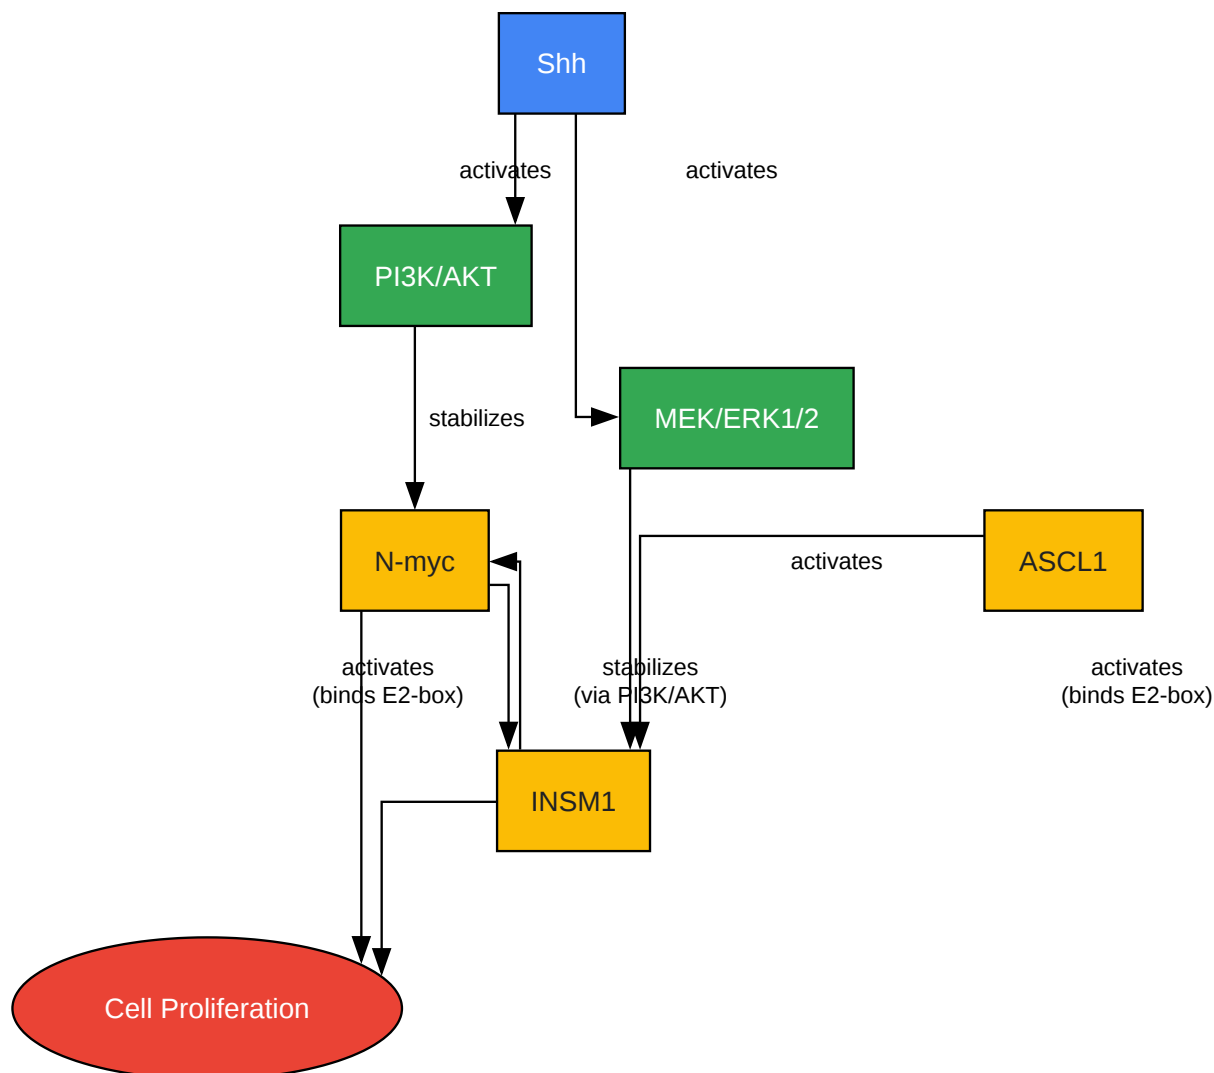 Shh
activates
activates
PI3K/AKT
stabilizes
MEK/ERK1/2
N-myc
activates
ASCL1
activates
(binds E2-box)
stabilizes
(via PI3K/AKT)
activates
(binds E2-box)
INSM1
Cell Proliferation